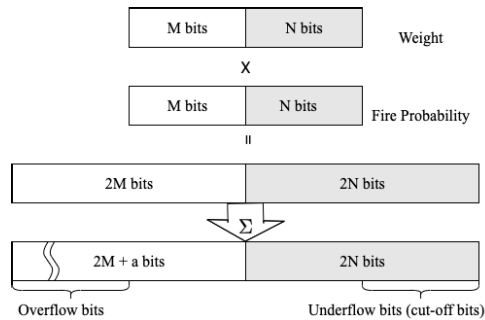 M bits N bits Weight
X
M bits N bits Fire Probability
=
2M bits 2N bits
Σ
2M + a bits 2N bits
Overflow bits Underflow bits (cut-off bits)